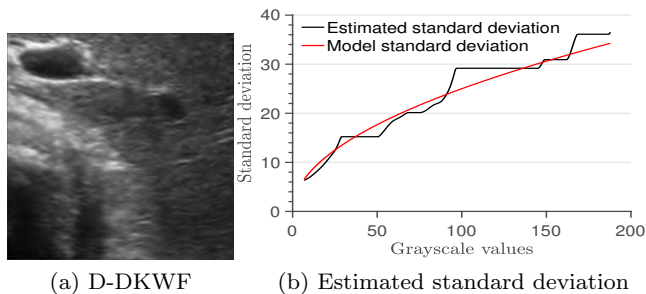 40
Estimated standard deviation
Model standard deviation
30
20
10
0
Standard deviation
0 50 100 150 200
Grayscale values
(a) D-DKWF
(b) Estimated standard deviation